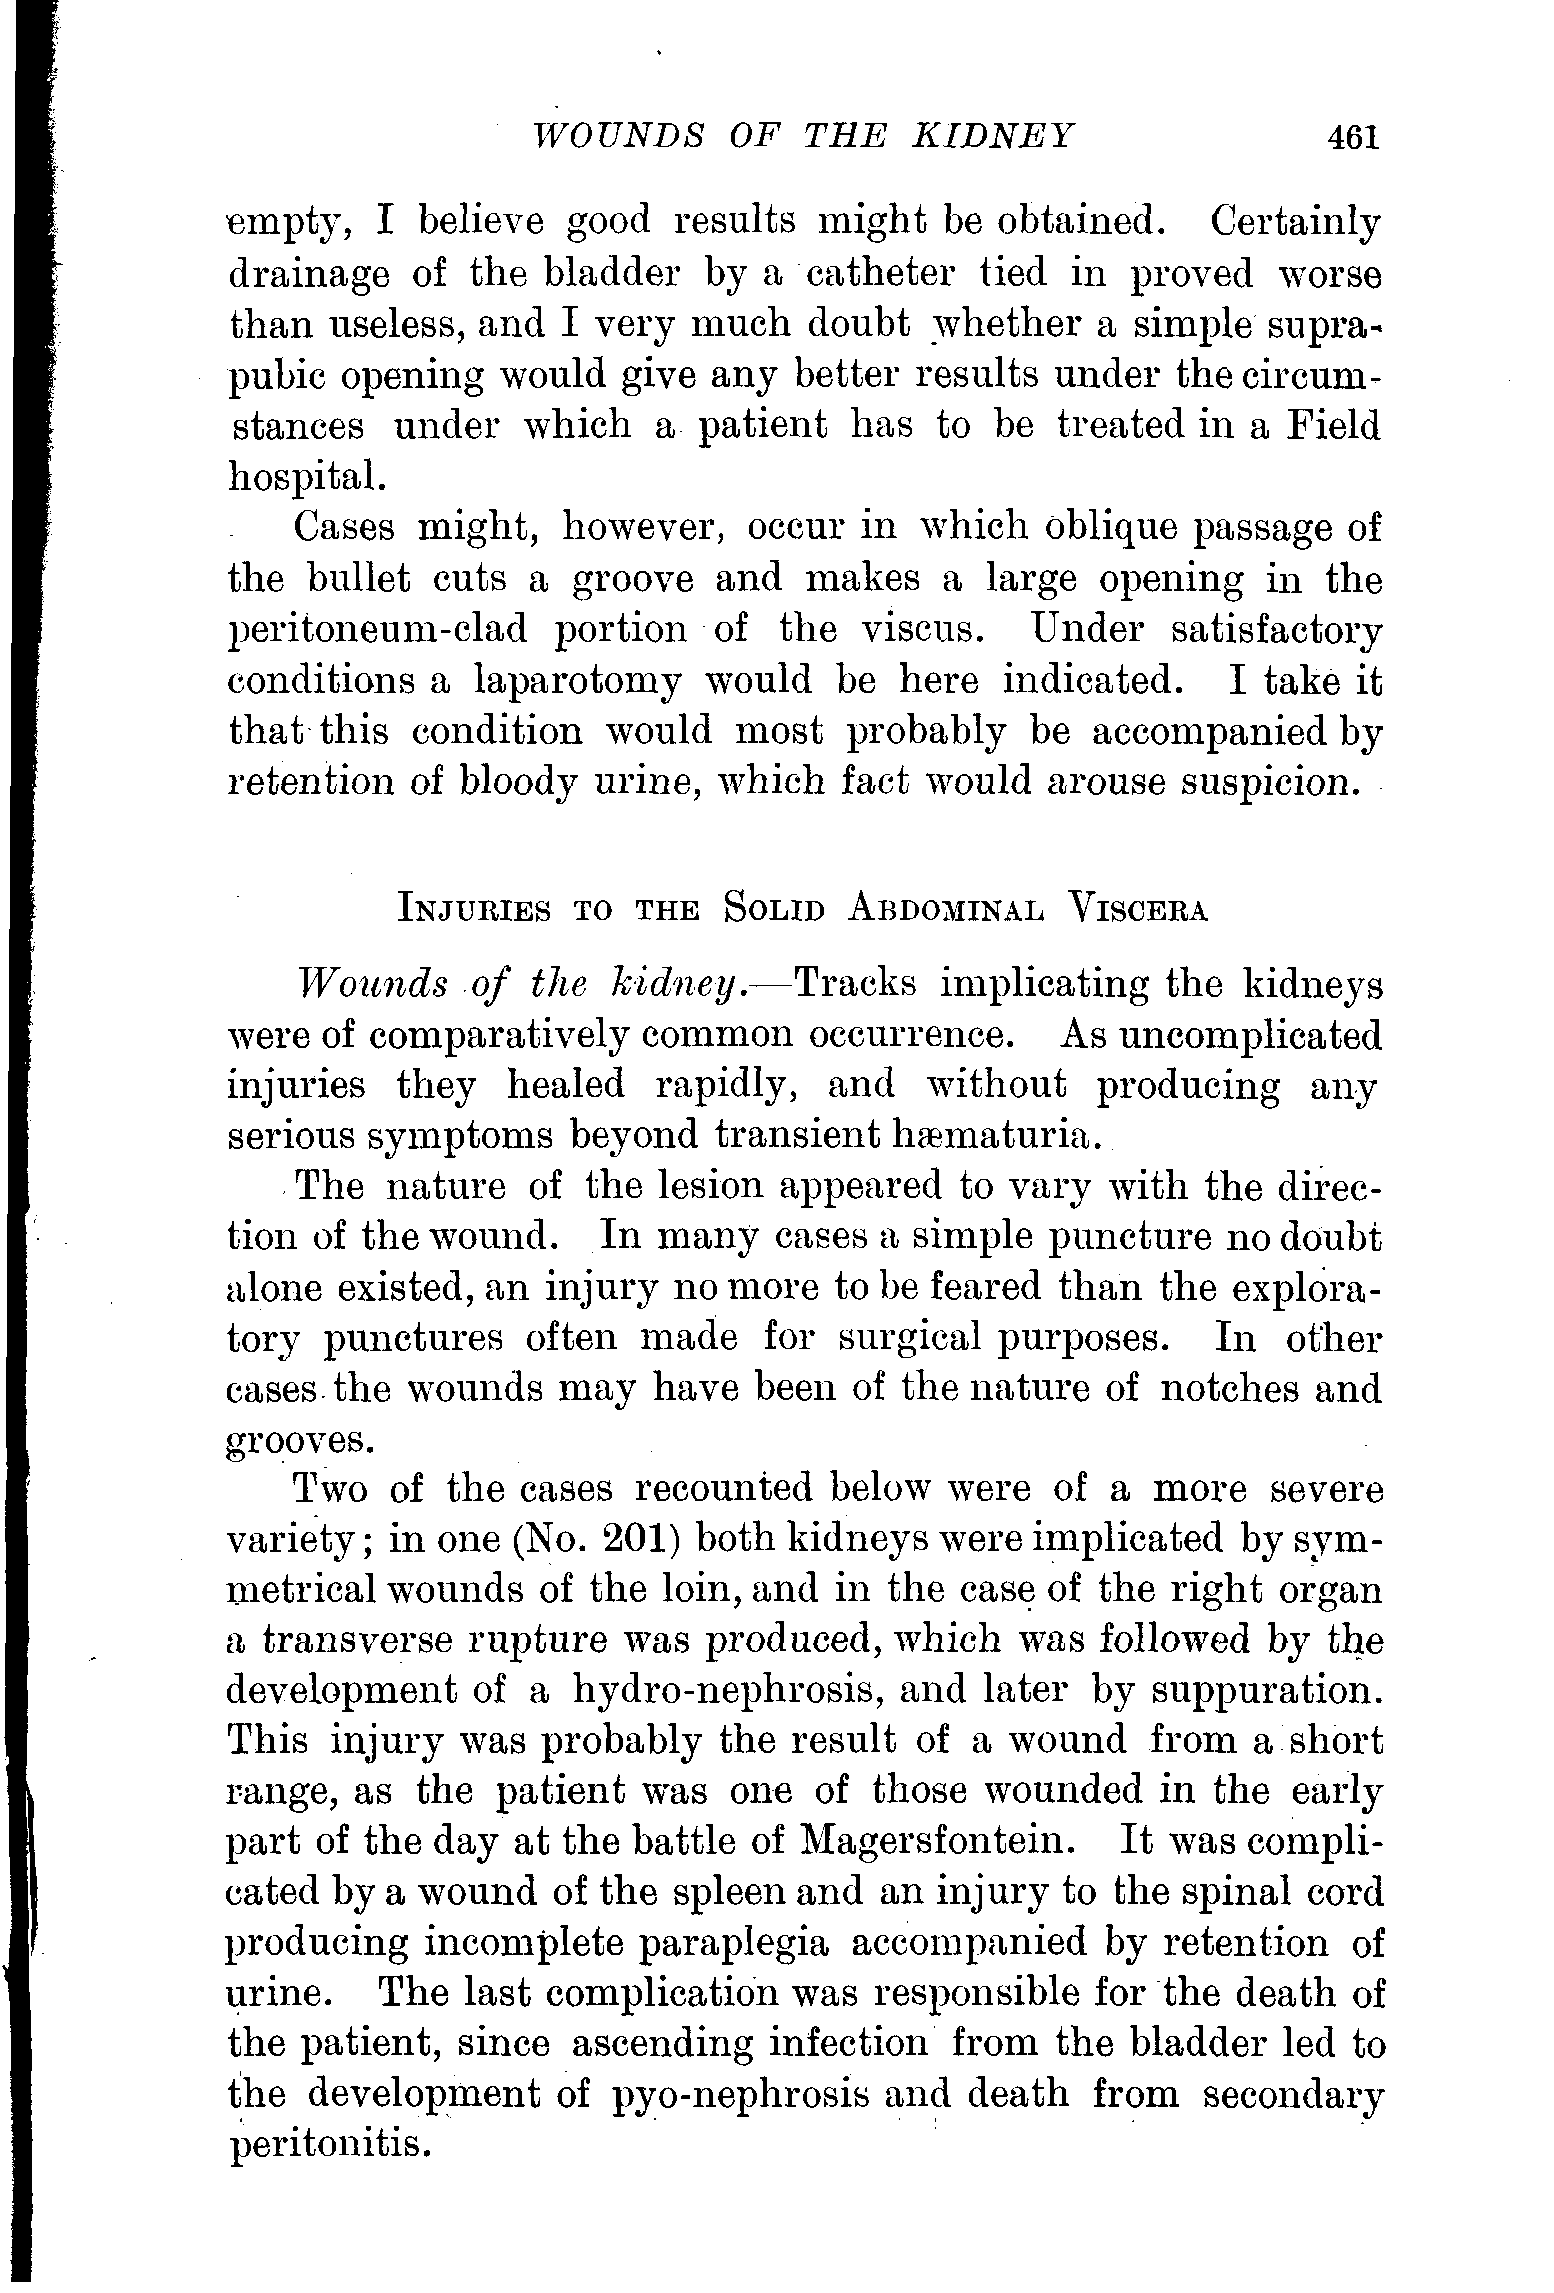 WOUNDS OF THE KIDNEY 461
empty, I believe good results might be obtained. Certainly
drainage of the bladder by a catheter tied in proved worse
than useless, and I very much doubt whether a simple supra-
pubic opening would give any better results under the circum-
stances under which a patient has to be treated in a Field
hospital.
Cases might, however, occur in which oblique passage of
the bullet cuts a groove and makes a large opening in the
peritoneum-clad portion of the viscus. Under satisfactory
conditions a laparotomy would be here indicated. I take it
that this condition would most probably be accompanied by
retention of bloody urine, which fact would arouse suspicion.
INJURIES TO THE SOLID ABDOMINAL VISCERA
Wounds of the kidney.—Tracks implicating the kidneys
were of comparatively common occurrence. As uncomplicated
injuries they healed rapidly, and without producing any
serious symptoms beyond transient hæmaturia.
The nature of the lesion appeared to vary with the direc-
tion of the wound. In many cases a simple puncture no doubt
alone existed, an injury no more to be feared than the explora-
tory punctures often made for surgical purposes. In other
cases the wounds may have been of the nature of notches and
grooves.
Two of the cases recounted below were of a more severe
variety; in one (No. 201) both kidneys were implicated by sym-
metrical wounds of the loin, and in the case of the right organ
a transverse rupture was produced, which was followed by the
development of a hydro-nephrosis, and later by suppuration.
This injury was probably the result of a wound from a short
range, as the patient was one of those wounded in the early
part of the day at the battle of Magersfontein. It was compli-
cated by a wound of the spleen and an injury to the spinal cord
producing incomplete paraplegia accompanied by retention of
urine. The last complication was responsible for the death of
the patient, since ascending infection from the bladder led to
the development of pyo-nephrosis and death from secondary
peritonitis.